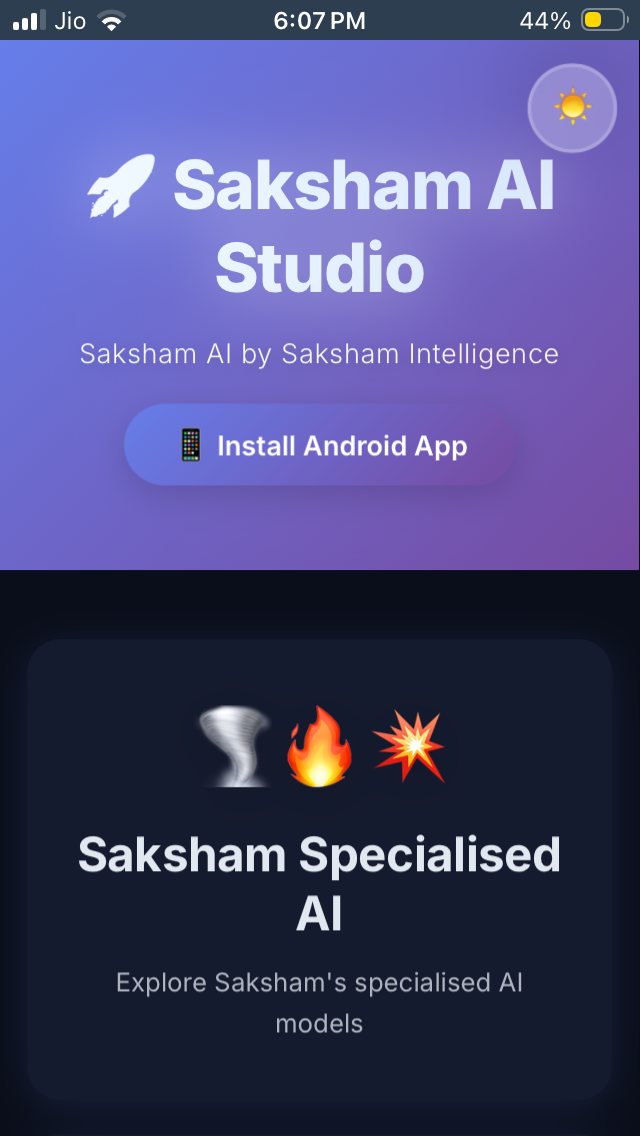 Jio 6:07 PM 44%
🚀 Saksham AI
Studio
Saksham AI by Saksham Intelligence
📱 Install Android App
🌪️🔥💥
Saksham Specialised
AI
Explore Saksham's specialised AI
models